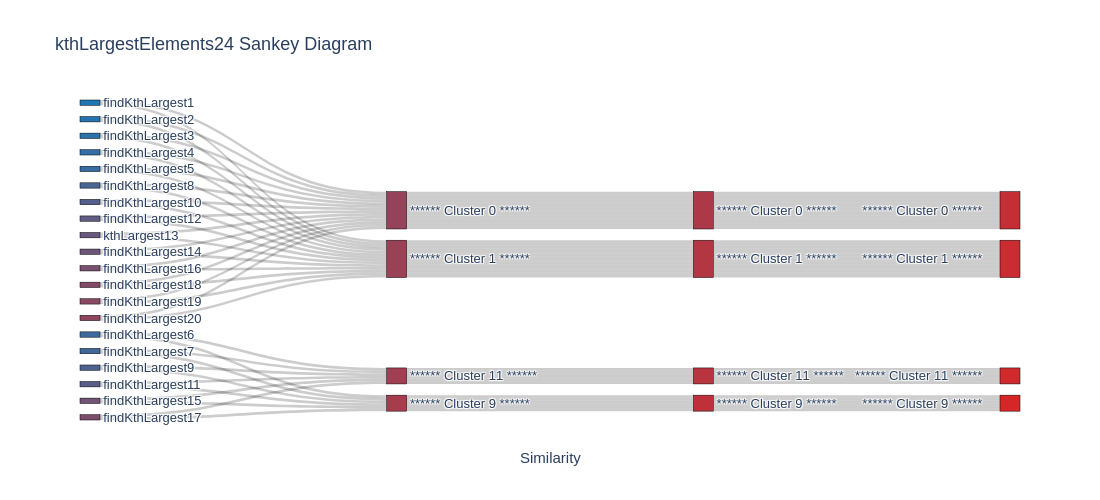 kthLargestElements24 Sankey Diagram
findKthLargest1
findKthLargest2
findKthLargest3
findKthLargest4
findKthLargest5
findKthLargest8
findKthLargest10
findKthLargest12
kthLargest13
findKthLargest14
findKthLargest16
findKthLargest18
findKthLargest19
findKthLargest20
findKthLargest6
findKthLargest7
findKthLargest9
findKthLargest11
findKthLargest15
findKthLargest17
****** Cluster 0 ****** ****** Cluster 0 ****** ****** Cluster 0 ******
****** Cluster 1 ****** ****** Cluster 1 ****** ****** Cluster 1 ******
****** Cluster 11 ****** ****** Cluster 11 ****** ****** Cluster 11 ******
****** Cluster 9 ****** ****** Cluster 9 ****** ****** Cluster 9 ******
Similarity